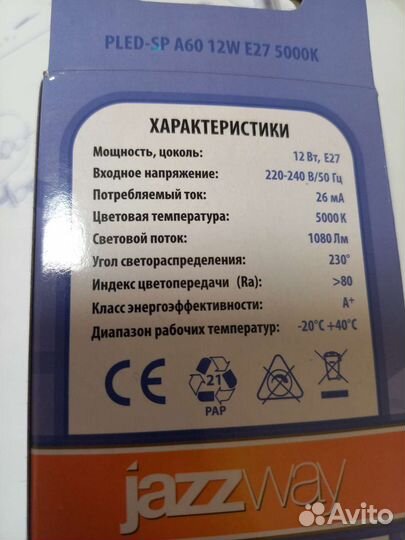 PLED-SP A60 12W E27 5000K
ХАРАКТЕРИСТИКИ
Мощность, цоколь: 12 Вт, E27
Входное напряжение: 220-240 В/50 Гц
Потребляемый ток: 26 мА
Цветовая температура: 5000 К
Световой поток: 1080 Лм
Угол светораспределения: 230°
Индекс цветопередачи (Ra): >80
Класс энергоэффективности: A+
Диапазон рабочих температур: -20°C +40°C
CE
21
PAP
jazzway
Avito